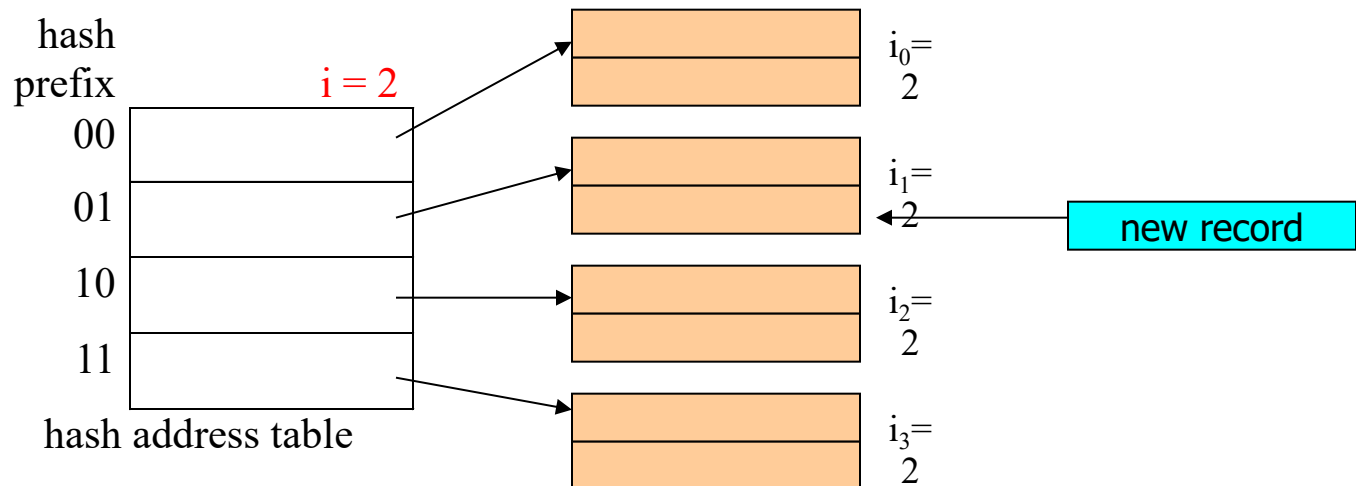 hash
prefix
i = 2
00
01
10
11
hash address table
i₀=
2
i₁=
2
i₂=
2
i₃=
2
new record